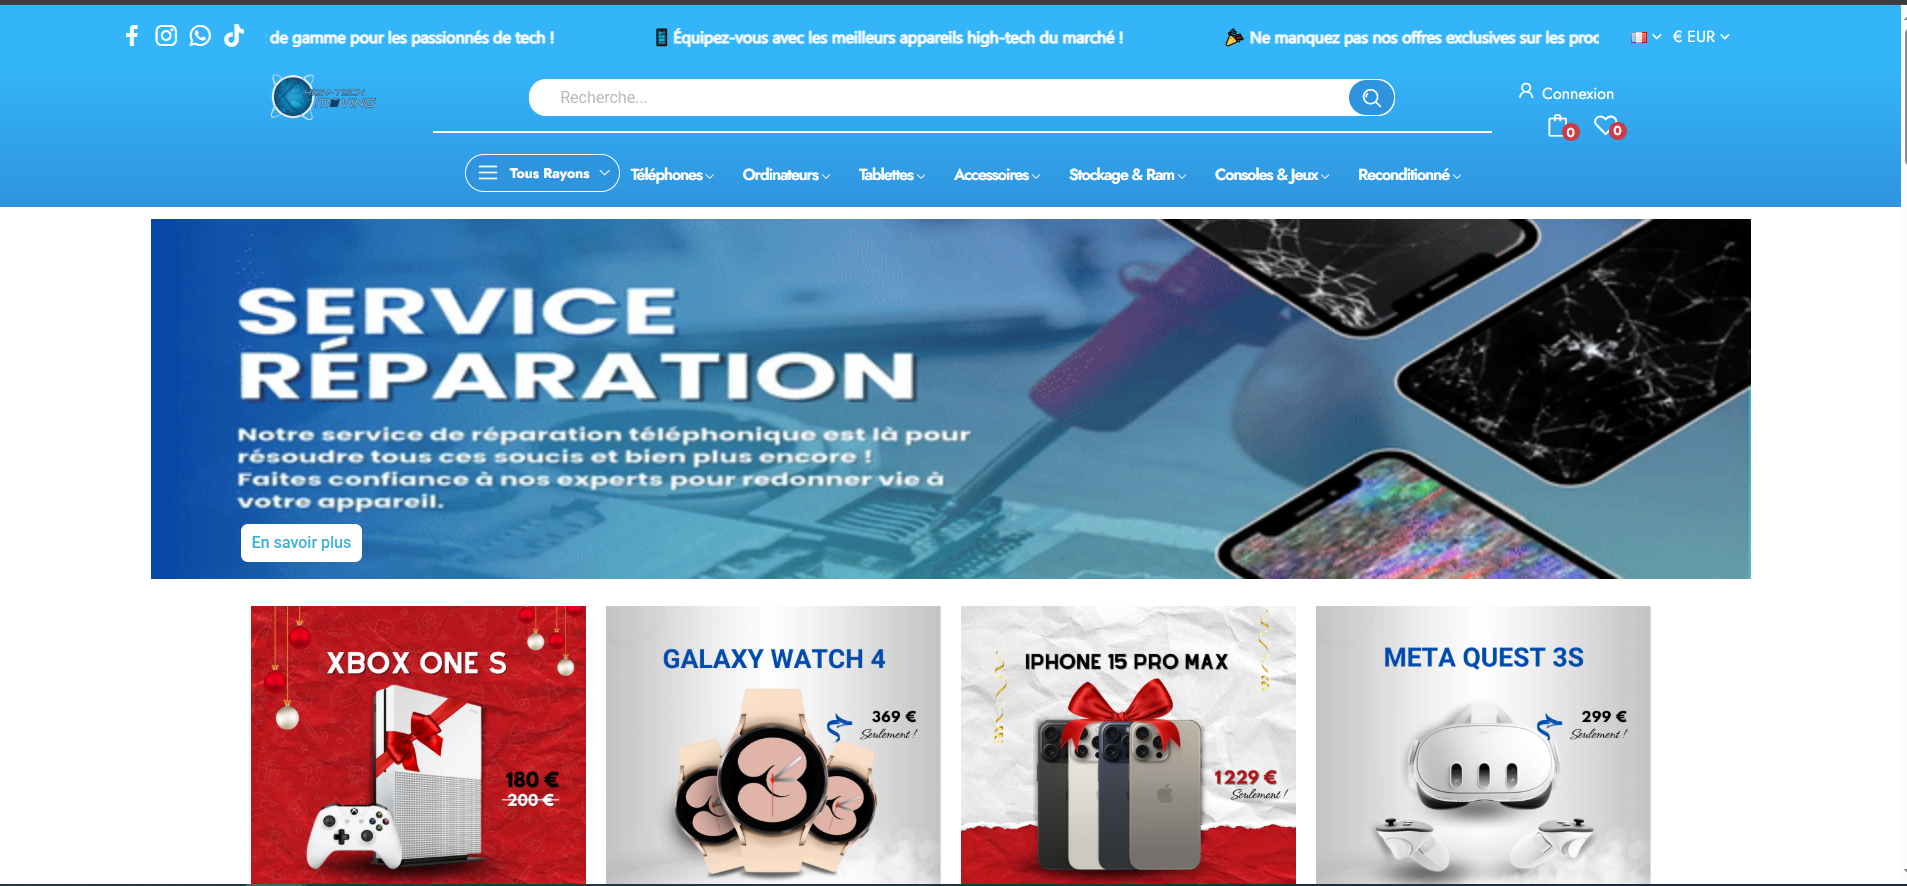 de gamme pour les passionnés de tech !
Équipez-vous avec les meilleurs appareils high-tech du marché !
Ne manquez pas nos offres exclusives sur les
€ EUR
HIGH-TECH
MOVING
Recherche...
Connexion
0
0
Tous Rayons
Téléphones
Ordinateurs
Tablettes
Accessoires
Stockage & Ram
Consoles & Jeux
Reconditionné
SERVICE
RÉPARATION
Notre service de réparation téléphonique est là pour
résoudre tous ces soucis et bien plus encore !
Faites confiance à nos experts pour redonner vie à
votre appareil.
En savoir plus
XBOX ONE S
180 €
200 €
GALAXY WATCH 4
369 €
Seulement !
IPHONE 15 PRO MAX
1229 €
Seulement !
META QUEST 3S
299 €
Seulement !